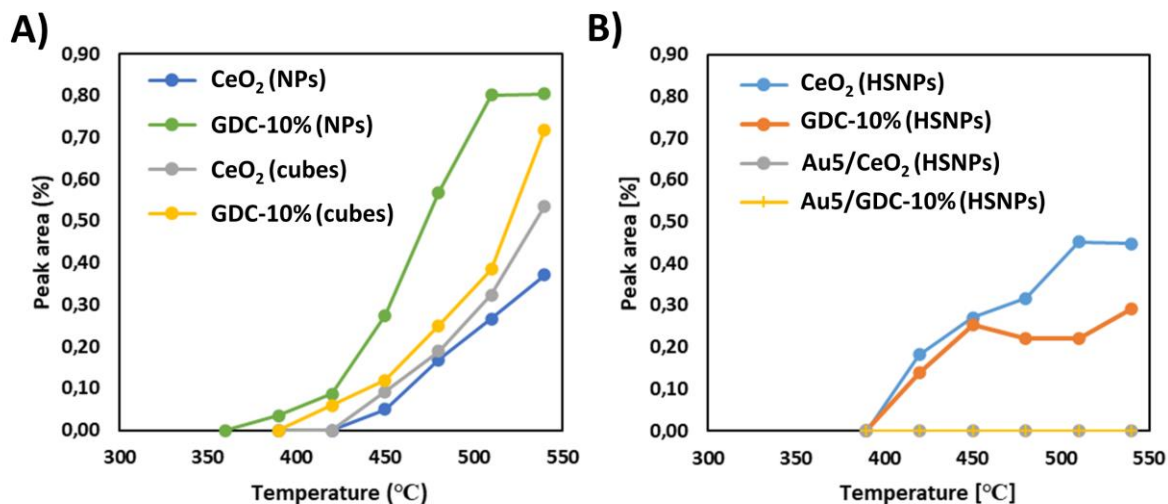 A)
0,90
0,80
0,70
0,60
0,50
0,40
0,30
0,20
0,10
0,00
Peak area (%)
CeO₂ (NPs)
GDC-10% (NPs)
CeO₂ (cubes)
GDC-10% (cubes)
300
350
400
450
500
550
Temperature (°C)
B)
0,90
0,80
0,70
0,60
0,50
0,40
0,30
0,20
0,10
0,00
Peak area [%]
CeO₂ (HSNPs)
GDC-10% (HSNPs)
Au5/CeO₂ (HSNPs)
Au5/GDC-10% (HSNPs)
300
350
400
450
500
550
Temperature [°C]